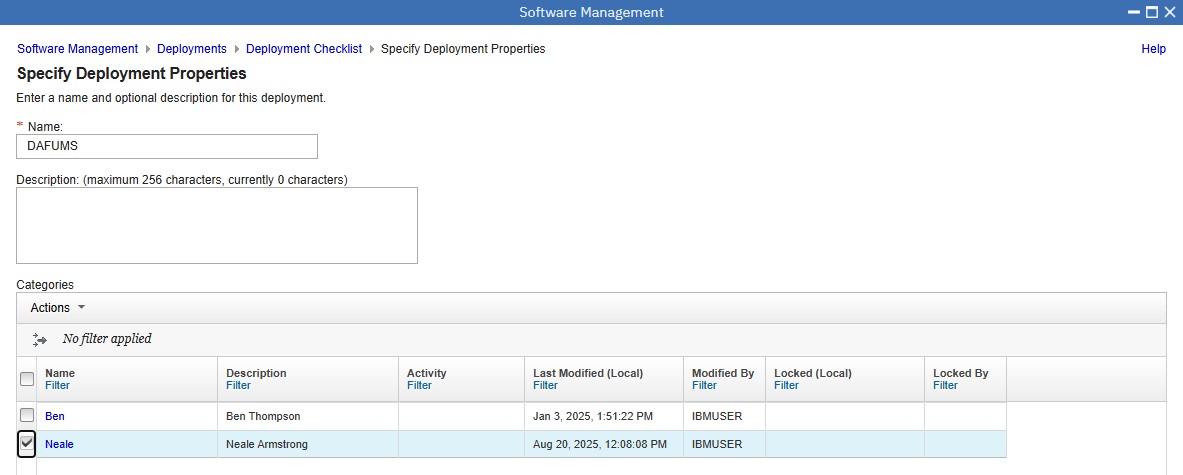 Software Management
Software Management Deployments Deployment Checklist Specify Deployment Properties Help
Specify Deployment Properties
Enter a name and optional description for this deployment.
* Name:
DAFUMS
Description: (maximum 256 characters, currently 0 characters)
Categories
Actions
No filter applied
Name Description Activity Last Modified (Local) Modified By Locked (Local) Locked By
Filter Filter Filter Filter Filter Filter Filter
Ben Ben Thompson Jan 3, 2025, 1:51:22 PM IBMUSER
Neale Neale Armstrong Aug 20, 2025, 12:08:08 PM IBMUSER